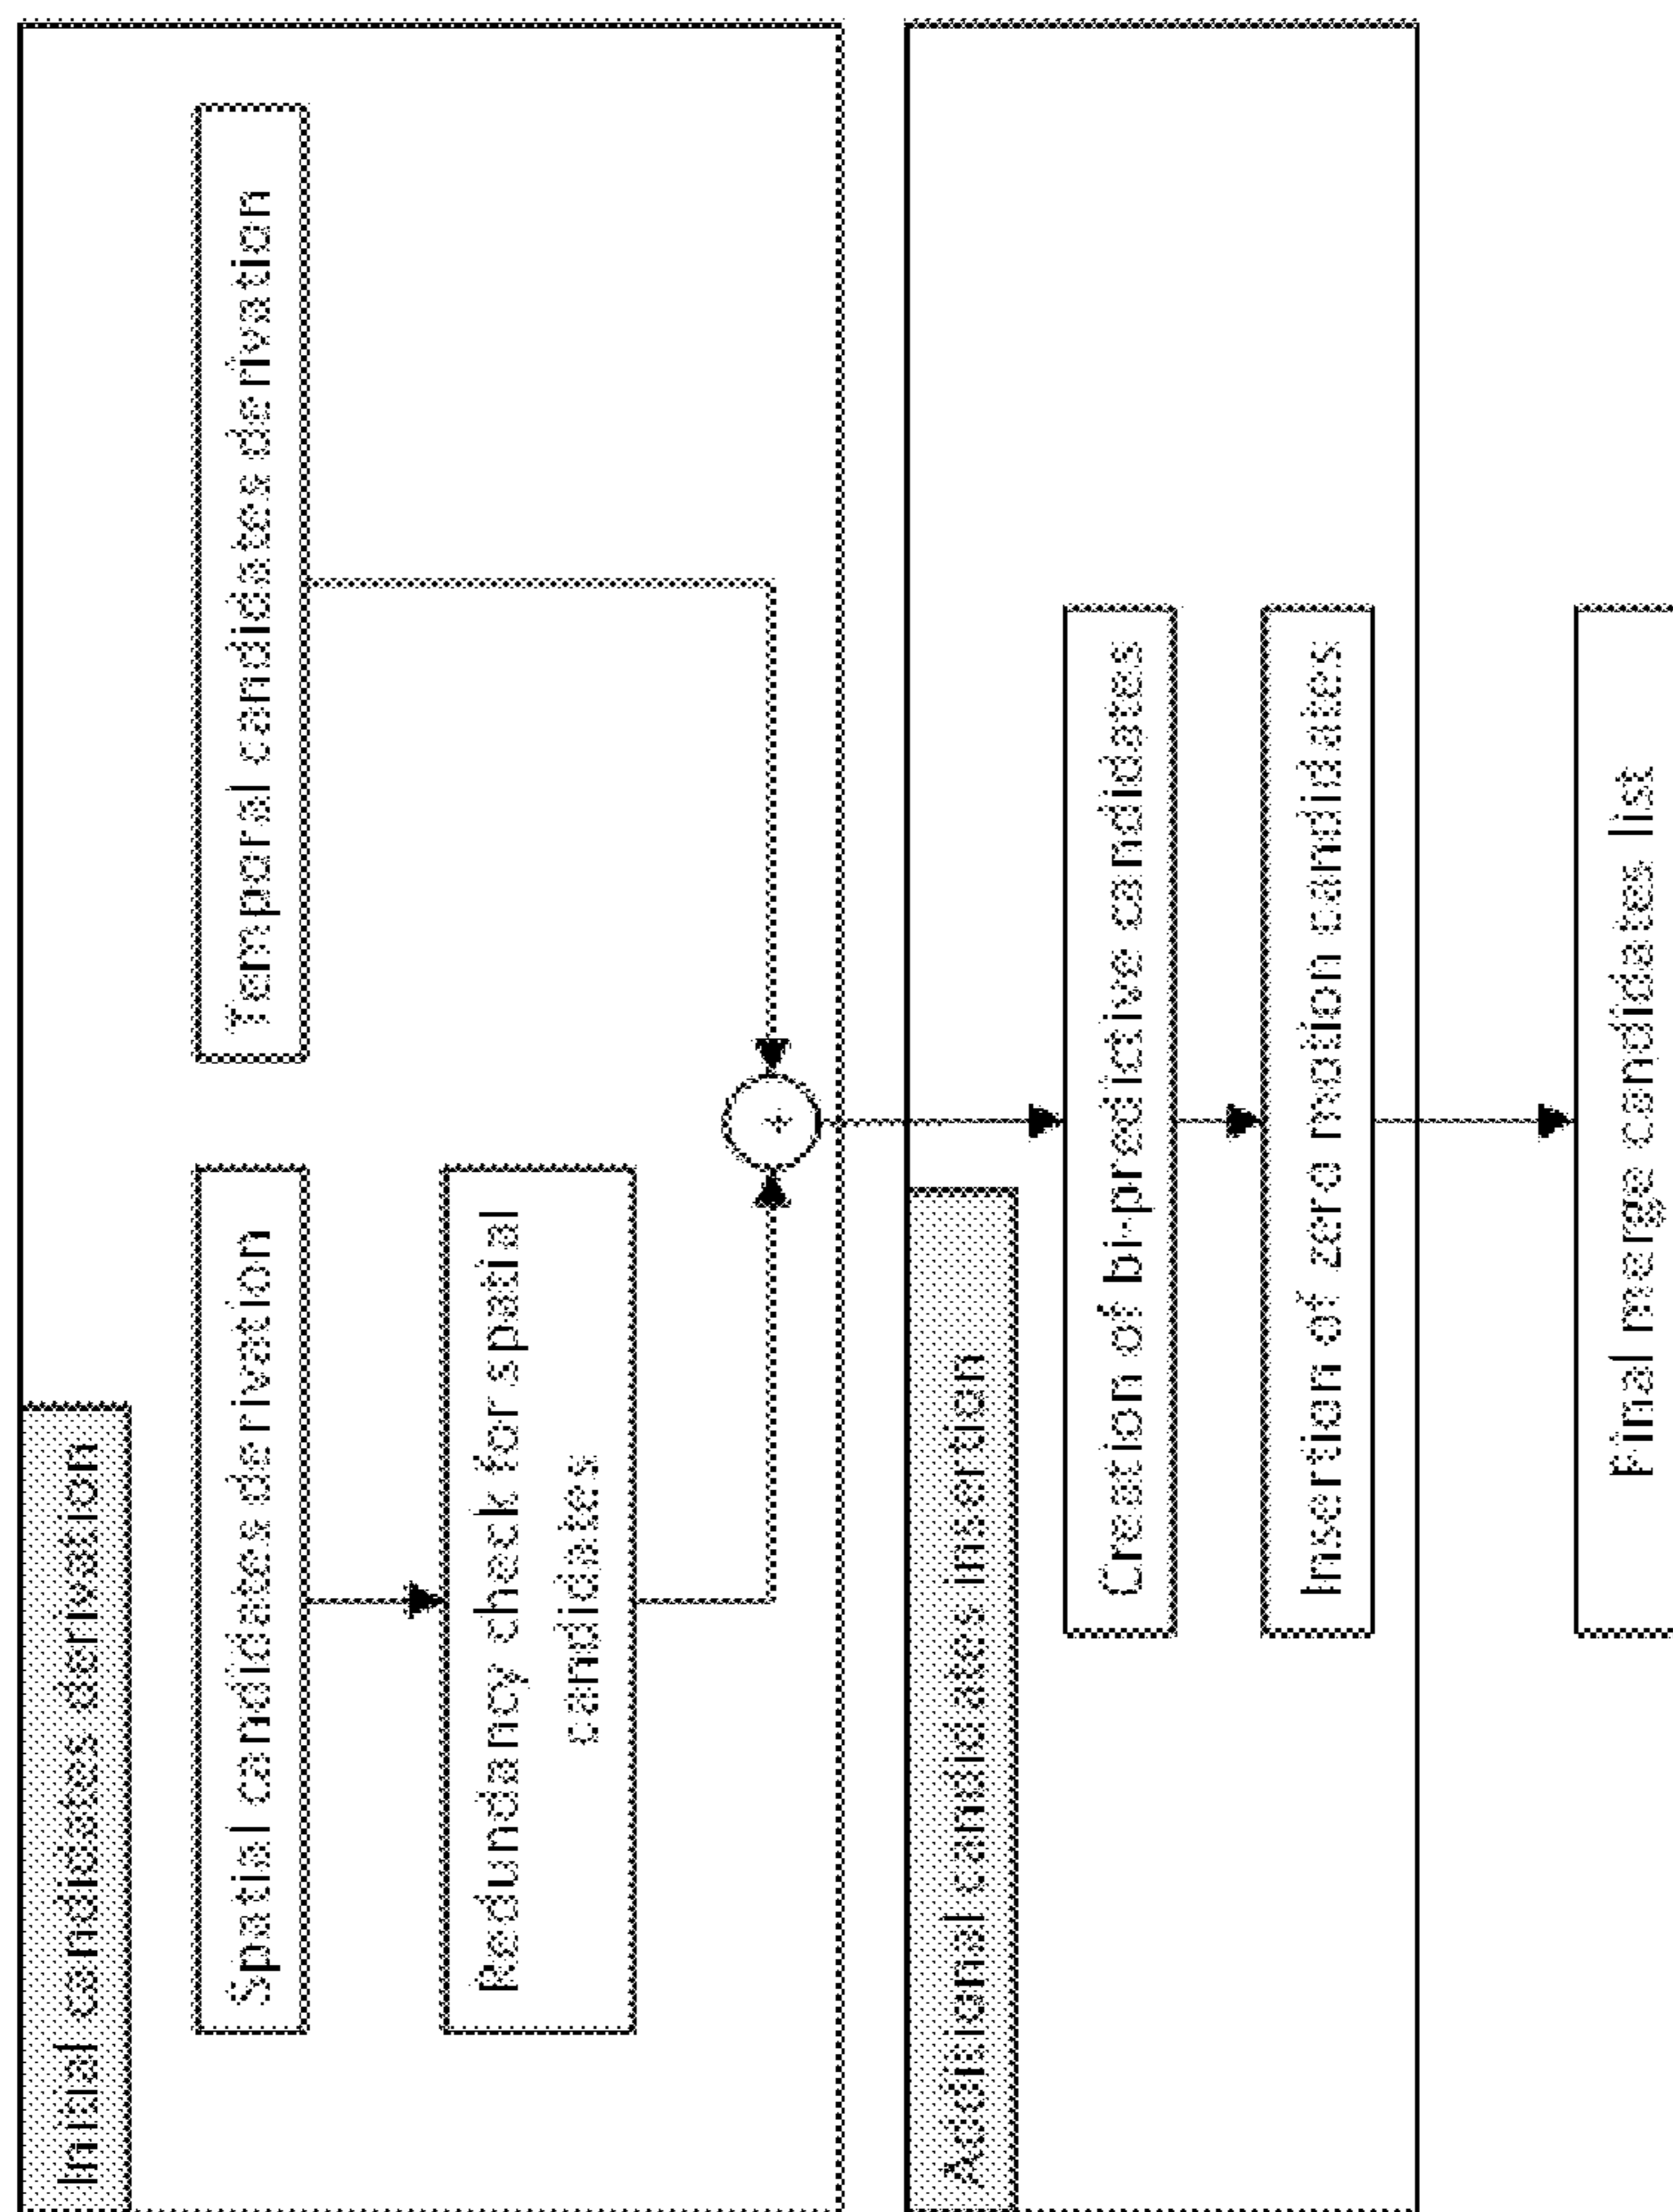 Initial candidates derivation
Spatial candidates derivation
Temporal candidates derivation
Redundancy check for spatial
candidates
+
Additional candidates insertion
Creation of bi-predictive candidates
Insertion of zero motion candidates
Final merge candidates list